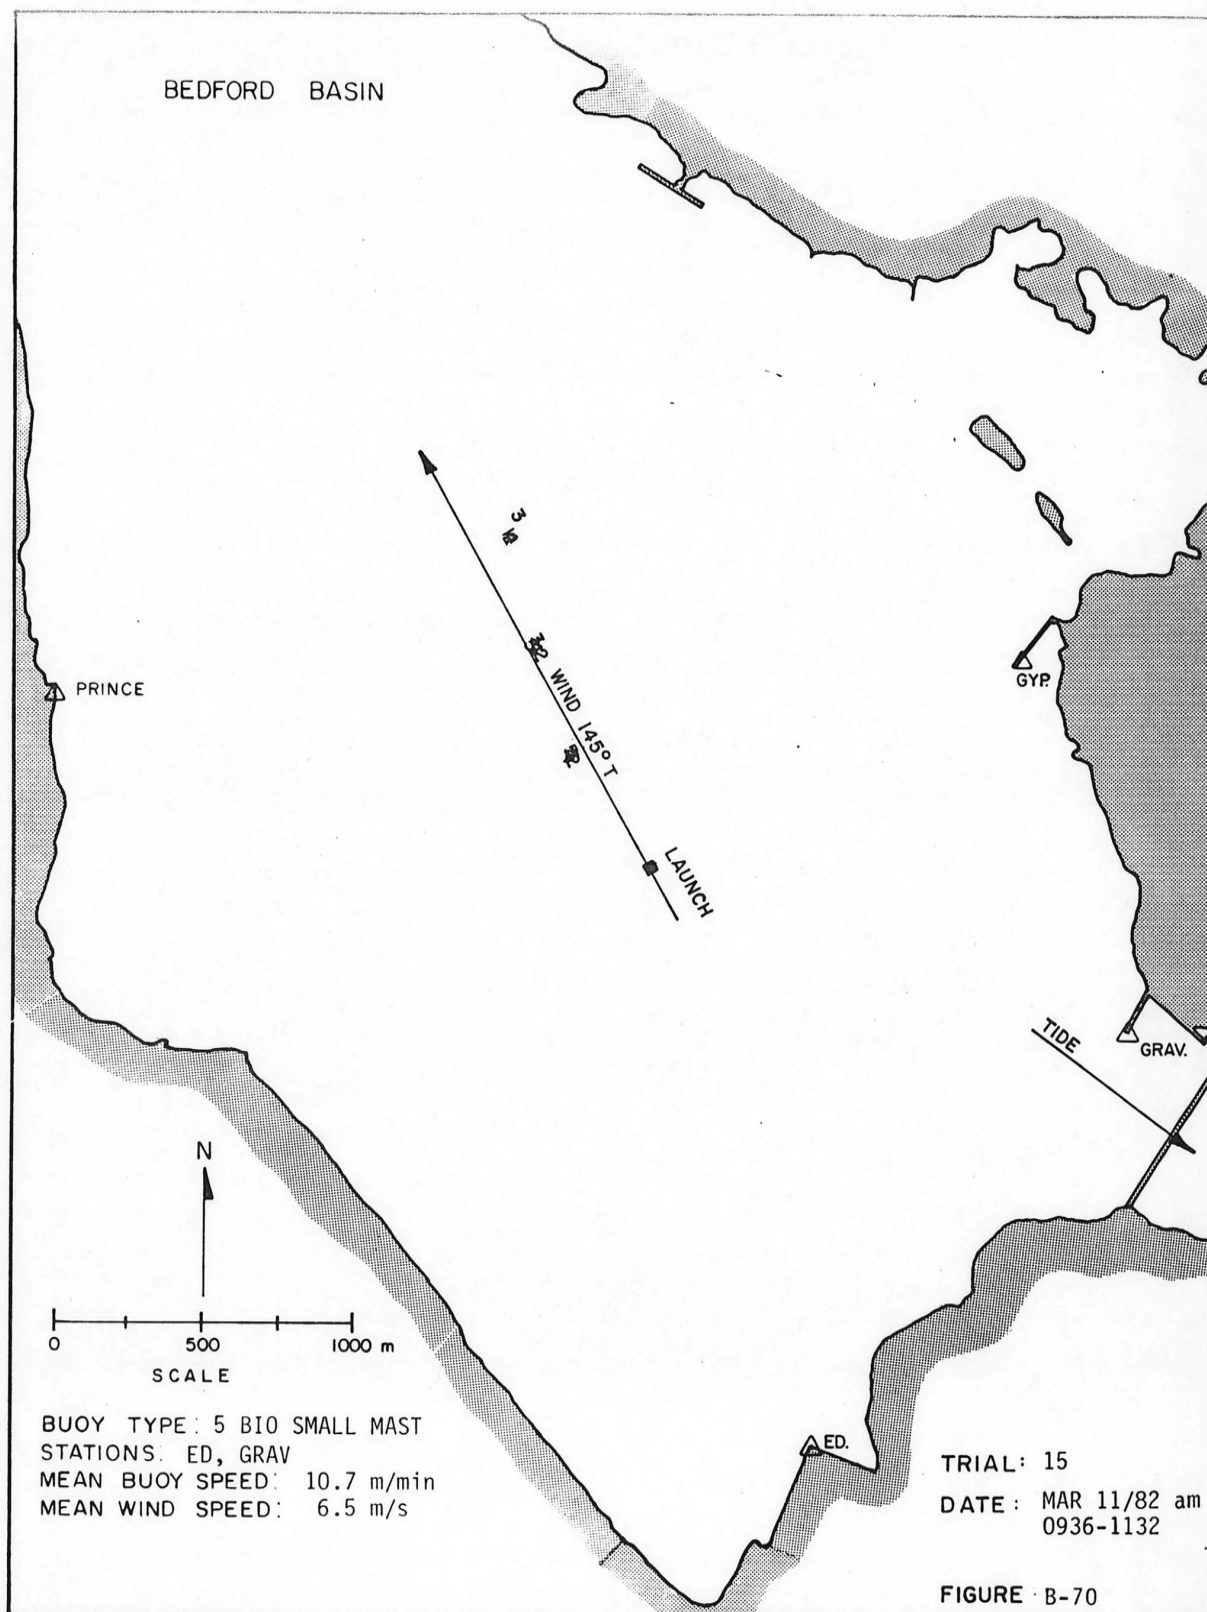 BEDFORD BASIN
3
WIND 145° T
PRINCE
GYP.
LAUNCH
TIDE
GRAV.
N
0 500 1000 m
SCALE
BUOY TYPE: 5 BIO SMALL MAST
STATIONS: ED, GRAV
MEAN BUOY SPEED: 10.7 m/min
MEAN WIND SPEED: 6.5 m/s
ED.
TRIAL: 15
DATE: MAR 11/82 am
0936-1132
FIGURE B-70